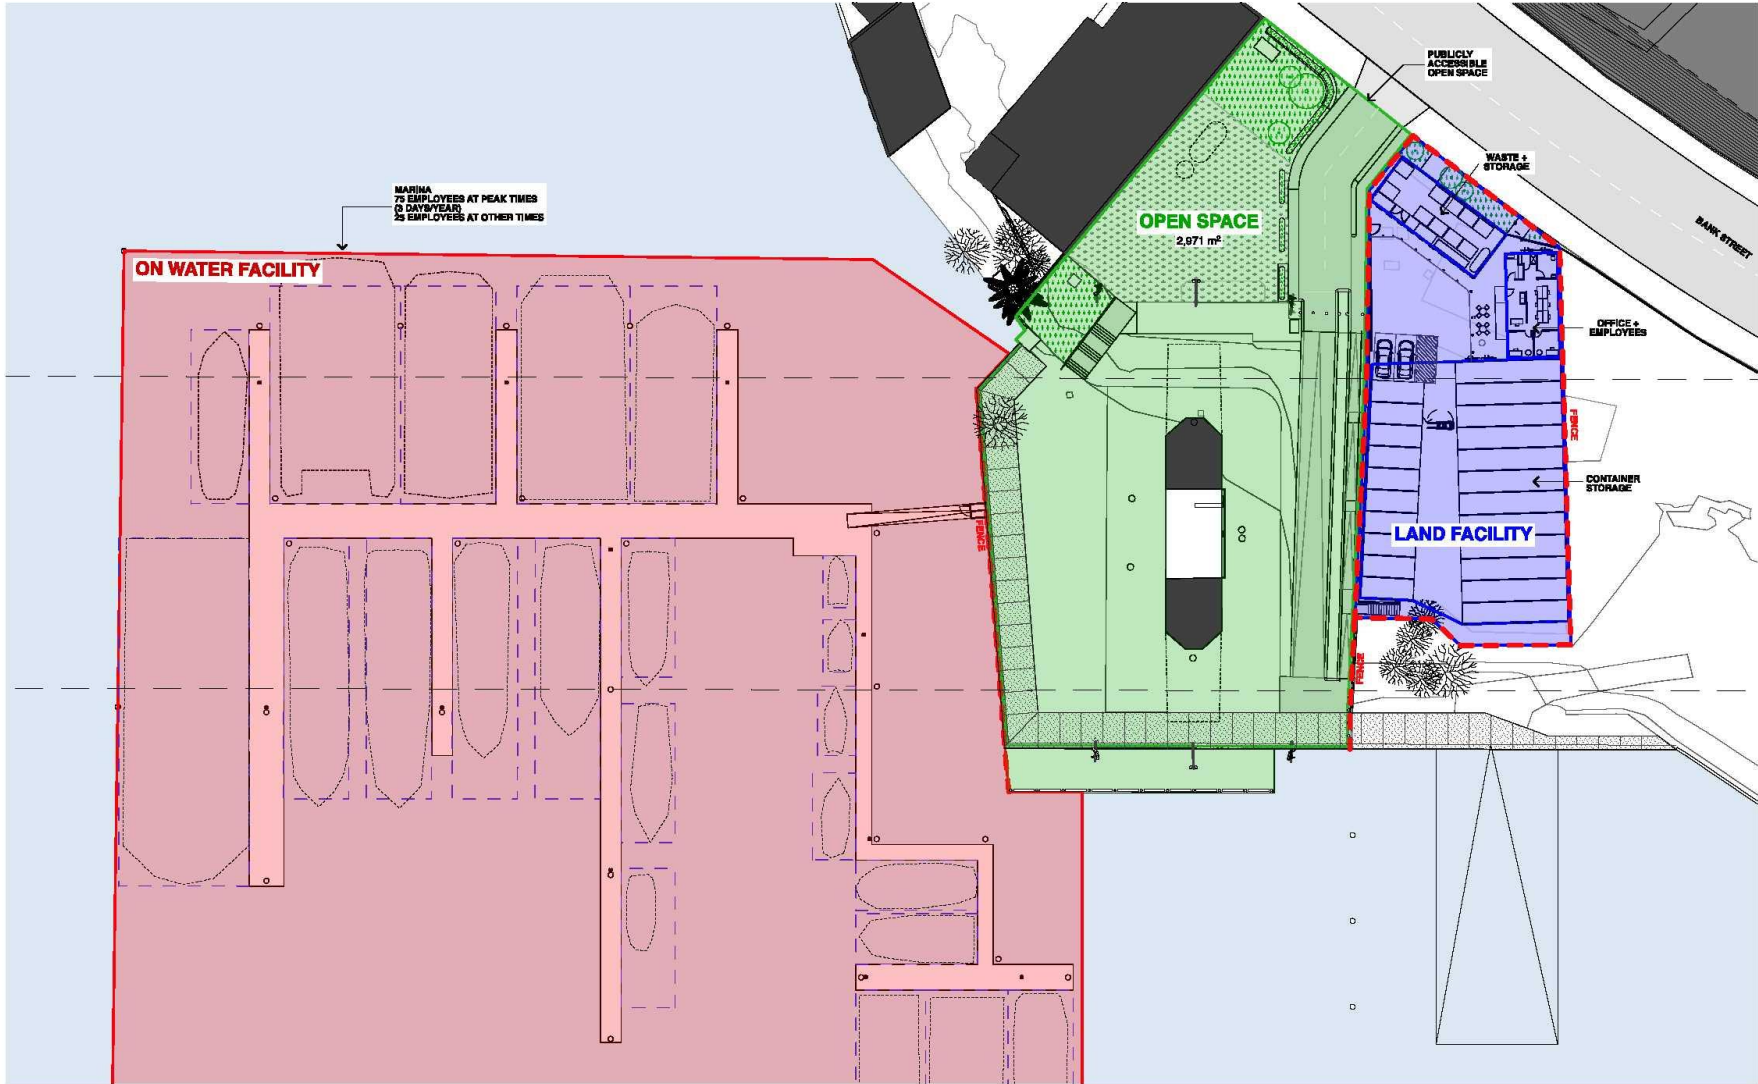 PUBLICLY
ACCESSIBLE
OPEN SPACE
WASTE +
STORAGE
MARINA
75 EMPLOYEES AT PEAK TIMES
(3 DAYS/YEAR)
25 EMPLOYEES AT OTHER TIMES
OPEN SPACE
2,971 m²
BANK STREET
ON WATER FACILITY
OFFICE +
EMPLOYEES
FENCE
CONTAINER
STORAGE
FENCE
LAND FACILITY
FENCE